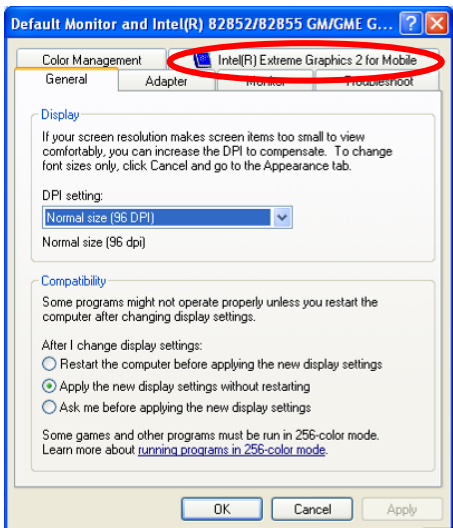 Default Monitor and Intel(R) 82852/82855 GM/GME G...
Color Management
Intel(R) Extreme Graphics 2 for Mobile
General
Adapter
Monitor
Troubleshoot
Display
If your screen resolution makes screen items too small to view
comfortably, you can increase the DPI to compensate. To change
font sizes only, click Cancel and go to the Appearance tab.
DPI setting:
Normal size (96 DPI)
Normal size (96 dpi)
Compatibility
Some programs might not operate properly unless you restart the
computer after changing display settings.
After I change display settings:
Restart the computer before applying the new display settings
Apply the new display settings without restarting
Ask me before applying the new display settings
Some games and other programs must be run in 256-color mode.
Learn more about running programs in 256-color mode.
OK
Cancel
Apply